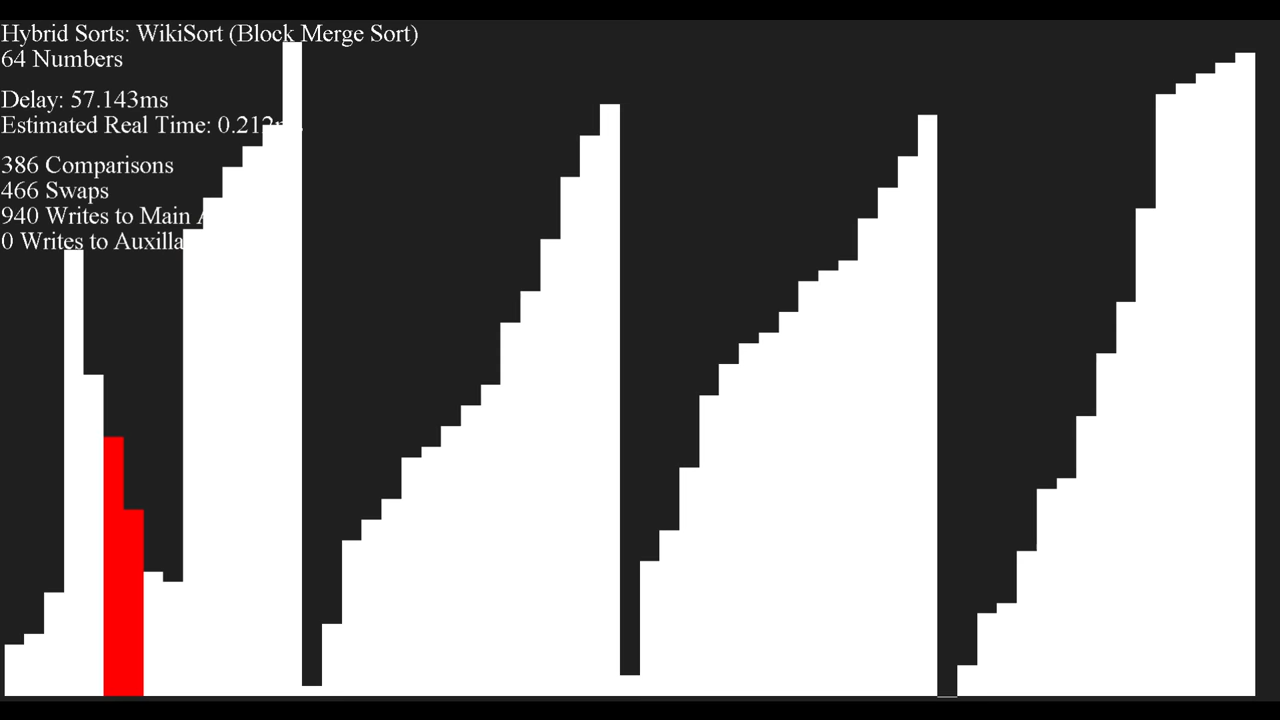 Hybrid Sorts: WikiSort (Block Merge Sort)
64 Numbers
Delay: 57.143ms
Estimated Real Time:
386 Comparisons
466 Swaps
940 Writes to Main
0 Writes to